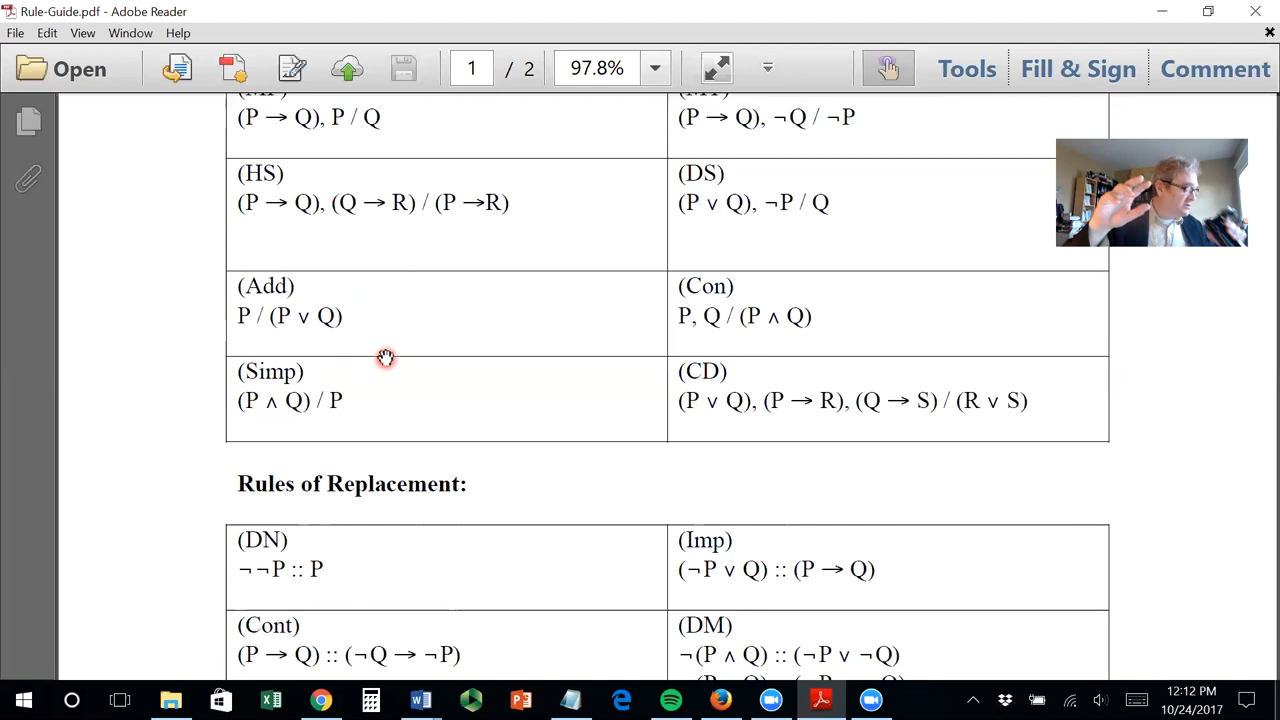 Rule-Guide.pdf - Adobe Reader
File Edit View Window Help
Open 1 / 2 97.8% Tools Fill & Sign Comment
(P → Q), P / Q
(P → Q), ¬Q / ¬P
(HS)
(P → Q), (Q → R) / (P →R)
(DS)
(P ∨ Q), ¬P / Q
(Add)
P / (P ∨ Q)
(Con)
P, Q / (P ∧ Q)
(Simp)
(P ∧ Q) / P
(CD)
(P ∨ Q), (P → R), (Q → S) / (R ∨ S)
Rules of Replacement:
(DN)
¬¬P :: P
(Imp)
(¬P ∨ Q) :: (P → Q)
(Cont)
(P → Q) :: (¬Q → ¬P)
(DM)
¬(P ∧ Q) :: (¬P ∨ ¬Q)
12:12 PM
10/24/2017